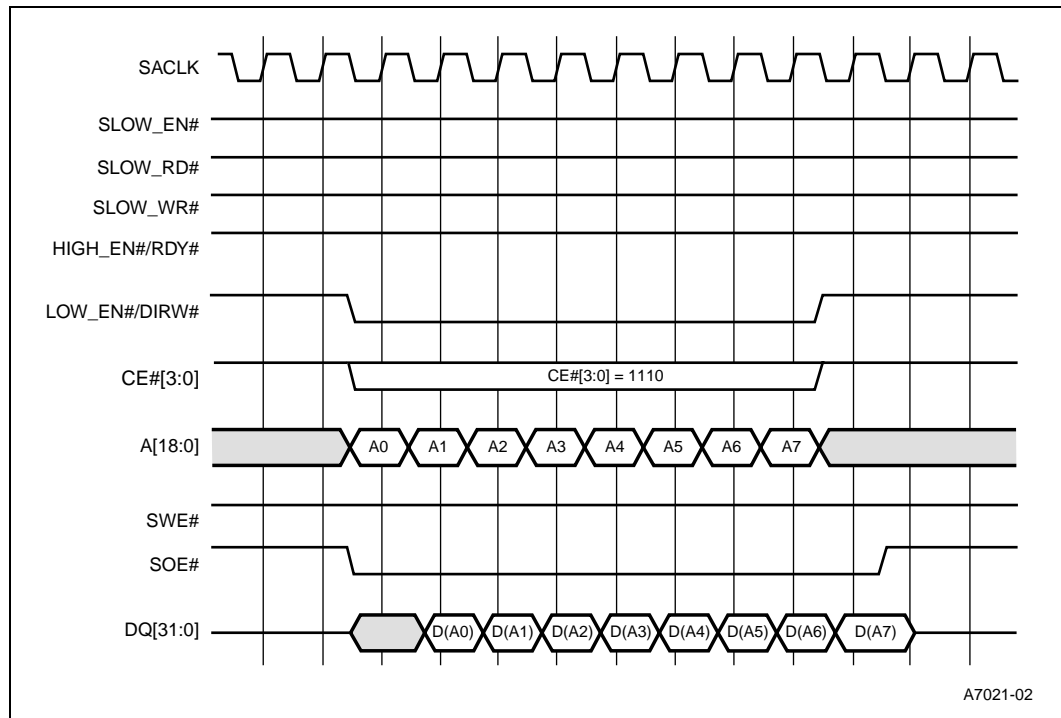 SACLK
SLOW_EN#
SLOW_RD#
SLOW_WR#
HIGH_EN#/RDY#
LOW_EN#/DIRW#
CE#[3:0]
CE#[3:0] = 1110
A[18:0]
A0 A1 A2 A3 A4 A5 A6 A7
SWE#
SOE#
DQ[31:0]
D(A0) D(A1) D(A2) D(A3) D(A4) D(A5) D(A6) D(A7)
A7021-02